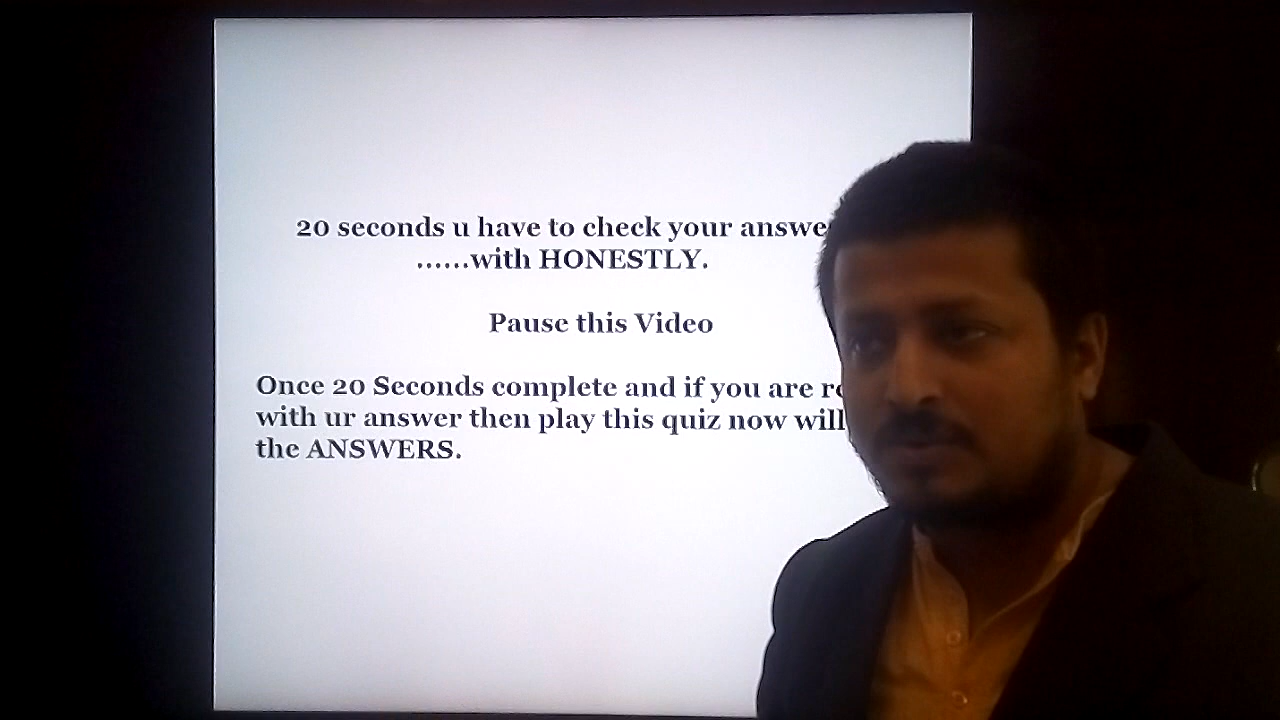 20 seconds u have to check your
......with HONESTLY.
Pause this Video
Once 20 Seconds complete and if you are
with ur answer then play this quiz now will
the ANSWERS.